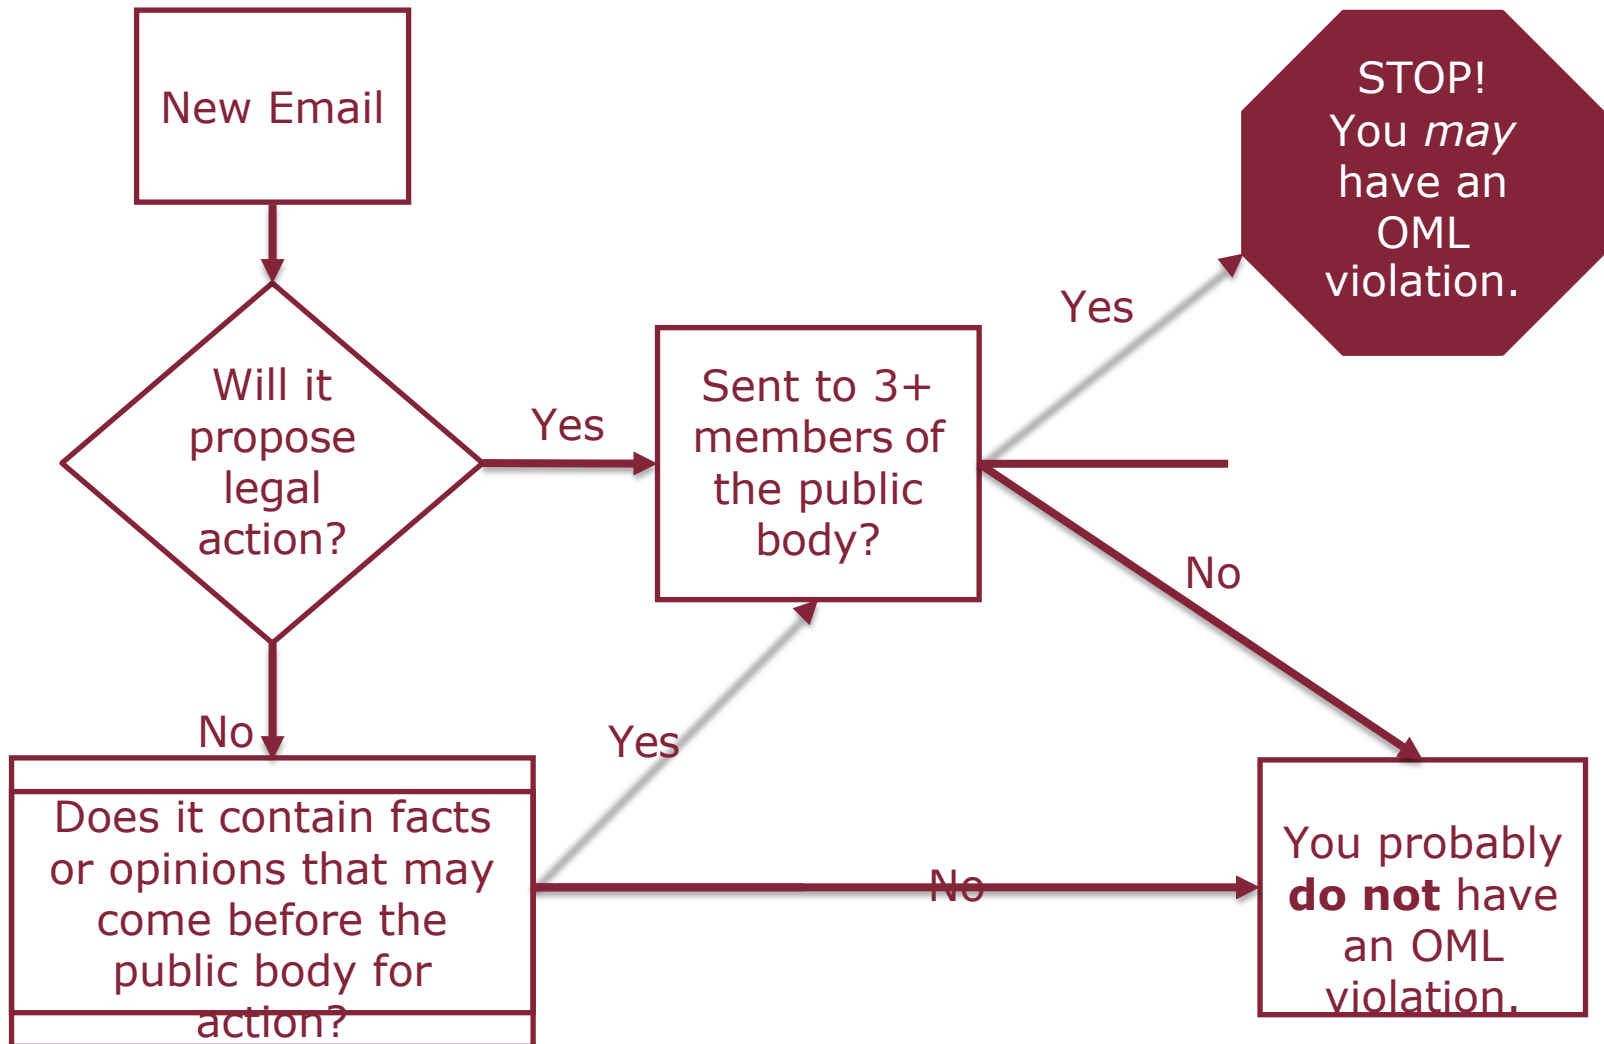 New Email
STOP!
You may
have an
OML
violation.
Yes
Will it
propose
legal
action?
Yes
Sent to 3+
members of
the public
body?
No
No
Yes
Does it contain facts
or opinions that may
come before the
public body for
action?
No
You probably
do not have
an OML
violation.